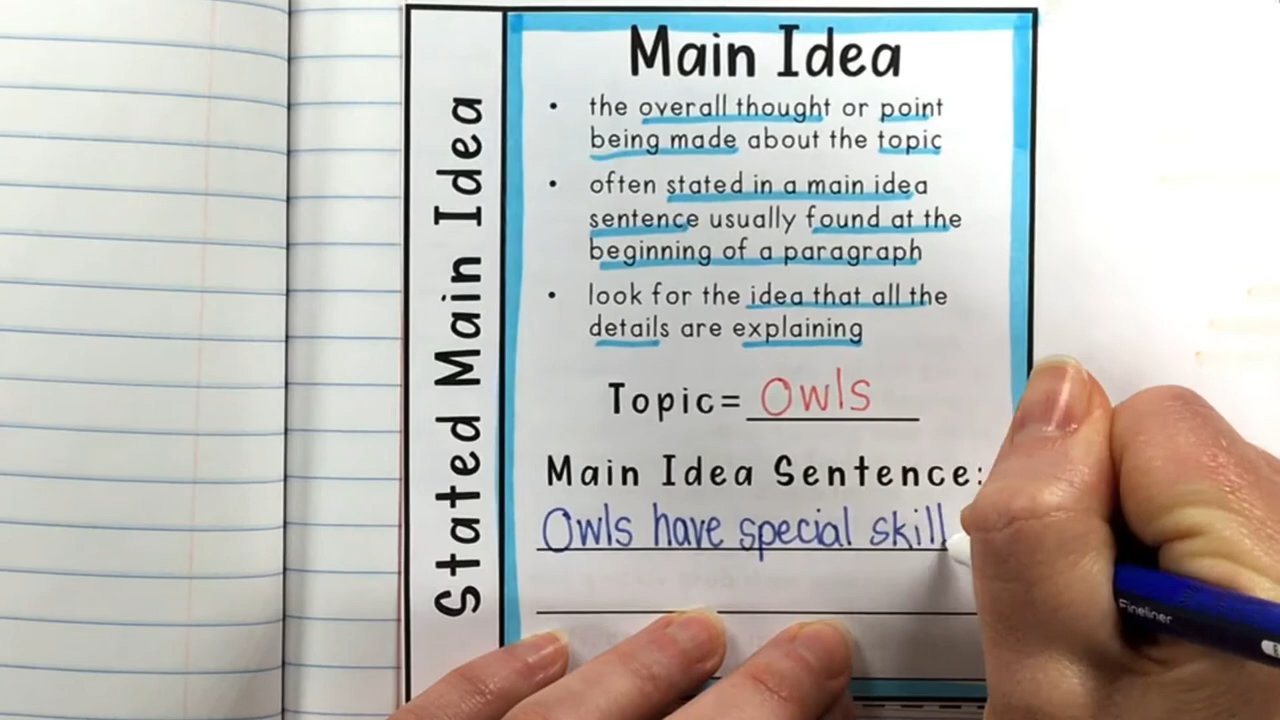 Stated Main Idea
Main Idea
• the overall thought or point
being made about the topic
• often stated in a main idea
sentence usually found at the
beginning of a paragraph
• look for the idea that all the
details are explaining
Topic= Owls
Main Idea Sentence:
Owls have special skill
Fineliner